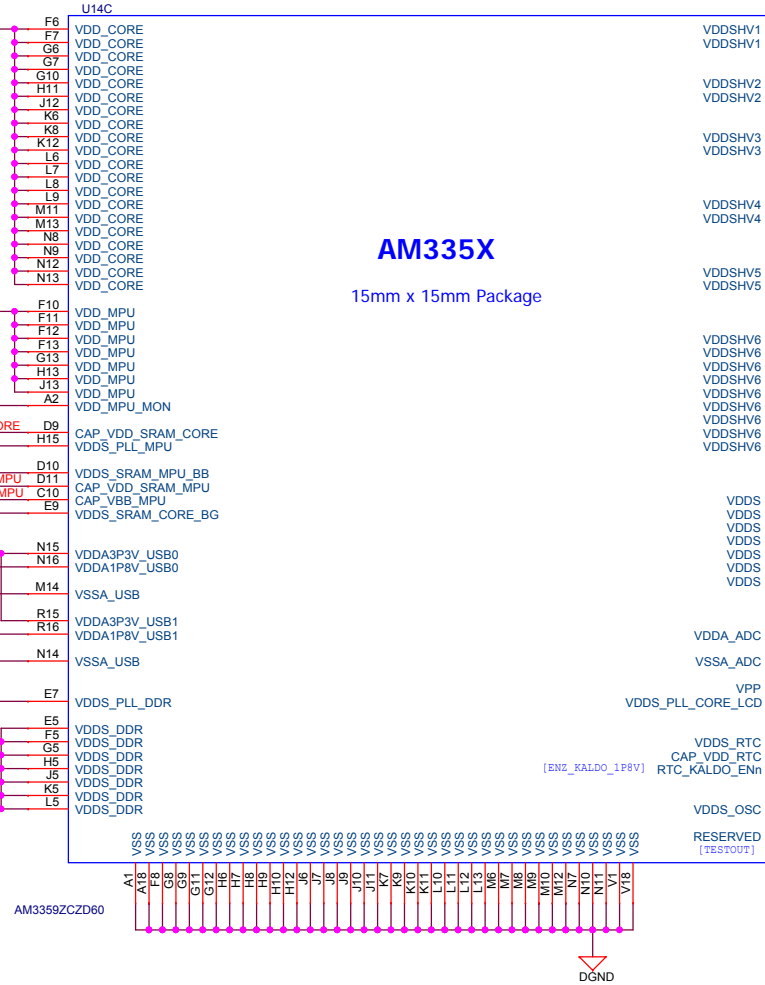 U14C
F6 VDD_CORE VDDSHV1
F7 VDD_CORE VDDSHV1
G6 VDD_CORE
G7 VDD_CORE
G10 VDD_CORE VDDSHV2
H11 VDD_CORE VDDSHV2
J12 VDD_CORE
K6 VDD_CORE
K8 VDD_CORE VDDSHV3
K12 VDD_CORE VDDSHV3
L6 VDD_CORE
L7 VDD_CORE
L8 VDD_CORE
L9 VDD_CORE VDDSHV4
M11 VDD_CORE VDDSHV4
M13 VDD_CORE
N8 VDD_CORE
N9 VDD_CORE
N12 VDD_CORE VDDSHV5
N13 VDD_CORE VDDSHV5
AM335X
15mm x 15mm Package
F10 VDD_MPU
F11 VDD_MPU
F12 VDD_MPU VDDSHV6
F13 VDD_MPU VDDSHV6
G13 VDD_MPU VDDSHV6
H13 VDD_MPU VDDSHV6
J13 VDD_MPU VDDSHV6
A2 VDD_MPU_MON VDDSHV6
VDDSHV6
ORE D9 CAP_VDD_SRAM_CORE VDDSHV6
H15 VDDS_PLL_MPU VDDSHV6
D10 VDDS_SRAM_MPU_BB
MPU D11 CAP_VDD_SRAM_MPU
MPU C10 CAP_VBB_MPU VDDS
E9 VDDS_SRAM_CORE_BG VDDS
VDDS
VDDS
N15 VDDA3P3V_USB0 VDDS
N16 VDDA1P8V_USB0 VDDS
VDDS
M14 VSSA_USB
R15 VDDA3P3V_USB1
R16 VDDA1P8V_USB1 VDDA_ADC
N14 VSSA_USB VSSA_ADC
VPP
E7 VDDS_PLL_DDR VDDS_PLL_CORE_LCD
E5 VDDS_DDR
F5 VDDS_DDR VDDS_RTC
G5 VDDS_DDR CAP_VDD_RTC
H5 VDDS_DDR [ENZ_KALDO_1P8V] RTC_KALDO_ENn
J5 VDDS_DDR
K5 VDDS_DDR
L5 VDDS_DDR VDDS_OSC
RESERVED
[TESTOUT]
VSS VSS VSS VSS VSS VSS VSS VSS VSS VSS VSS VSS VSS VSS VSS VSS VSS VSS VSS VSS VSS VSS VSS VSS VSS VSS VSS VSS VSS VSS VSS VSS VSS VSS VSS VSS VSS VSS
A1 A18 F8 G8 G9 G11 G12 H6 H7 H8 H9 H10 H12 J6 J7 J8 J9 J10 J11 K7 K9 K10 K11 L10 L11 L12 L13 M6 M7 M8 M9 M10 M12 N7 N10 N11 V1 V18
AM3359ZCZD60
DGND